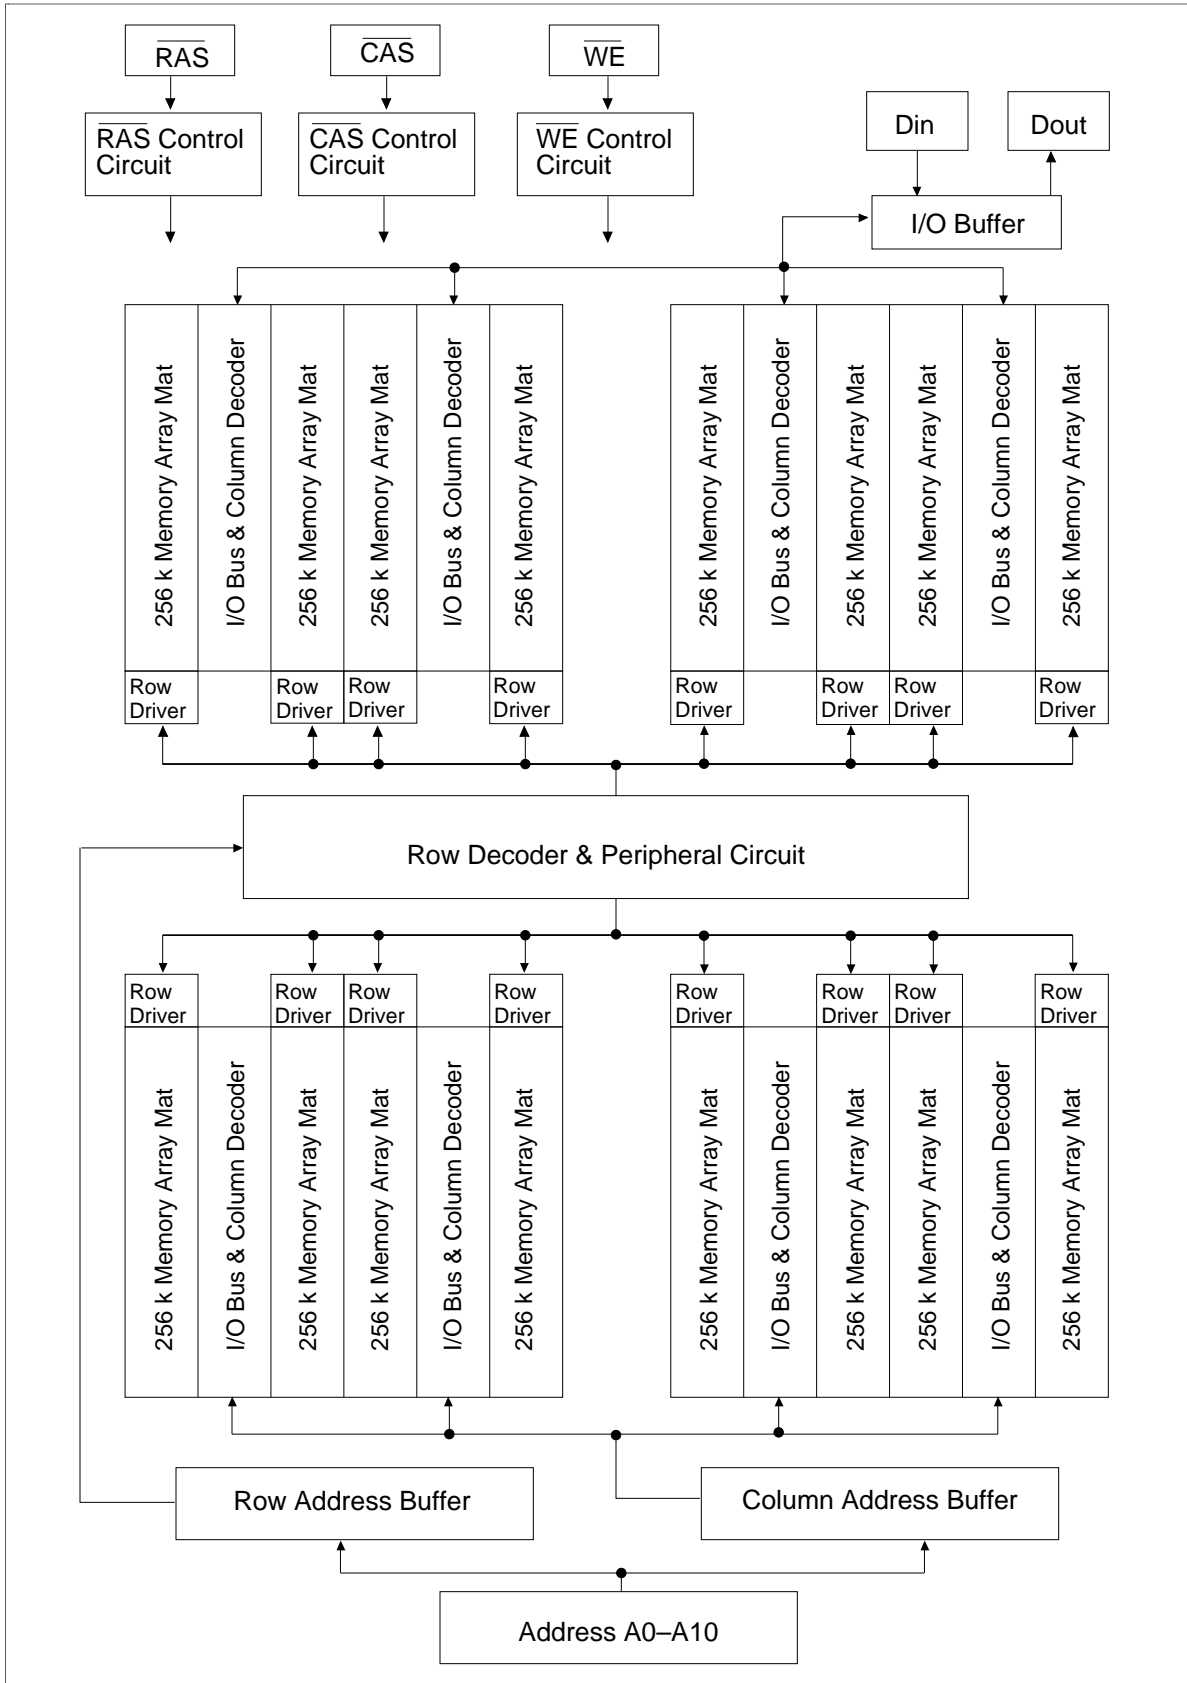 RAS
CAS
WE
RAS Control
Circuit
CAS Control
Circuit
WE Control
Circuit
Din
Dout
I/O Buffer
256 k Memory Array Mat
I/O Bus & Column Decoder
256 k Memory Array Mat
256 k Memory Array Mat
I/O Bus & Column Decoder
256 k Memory Array Mat
256 k Memory Array Mat
I/O Bus & Column Decoder
256 k Memory Array Mat
256 k Memory Array Mat
I/O Bus & Column Decoder
256 k Memory Array Mat
Row
Driver
Row
Driver
Row
Driver
Row
Driver
Row
Driver
Row
Driver
Row
Driver
Row
Driver
Row Decoder & Peripheral Circuit
Row
Driver
Row
Driver
Row
Driver
Row
Driver
Row
Driver
Row
Driver
Row
Driver
Row
Driver
256 k Memory Array Mat
I/O Bus & Column Decoder
256 k Memory Array Mat
256 k Memory Array Mat
I/O Bus & Column Decoder
256 k Memory Array Mat
256 k Memory Array Mat
I/O Bus & Column Decoder
256 k Memory Array Mat
256 k Memory Array Mat
I/O Bus & Column Decoder
256 k Memory Array Mat
Row Address Buffer
Column Address Buffer
Address A0–A10